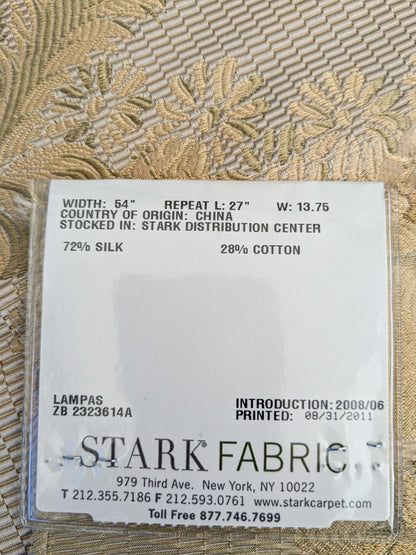 WIDTH: 54" REPEAT L: 27" W: 13.75
COUNTRY OF ORIGIN: CHINA
STOCKED IN: STARK DISTRIBUTION CENTER
72% SILK 28% COTTON
LAMPAS INTRODUCTION: 2008/06
ZB 2323614A PRINTED: 08/31/2011
STARK® FABRIC
979 Third Ave. New York, NY 10022
T 212.355.7186 F 212.593.0761 www.starkcarpet.com
Toll Free 877.746.7699